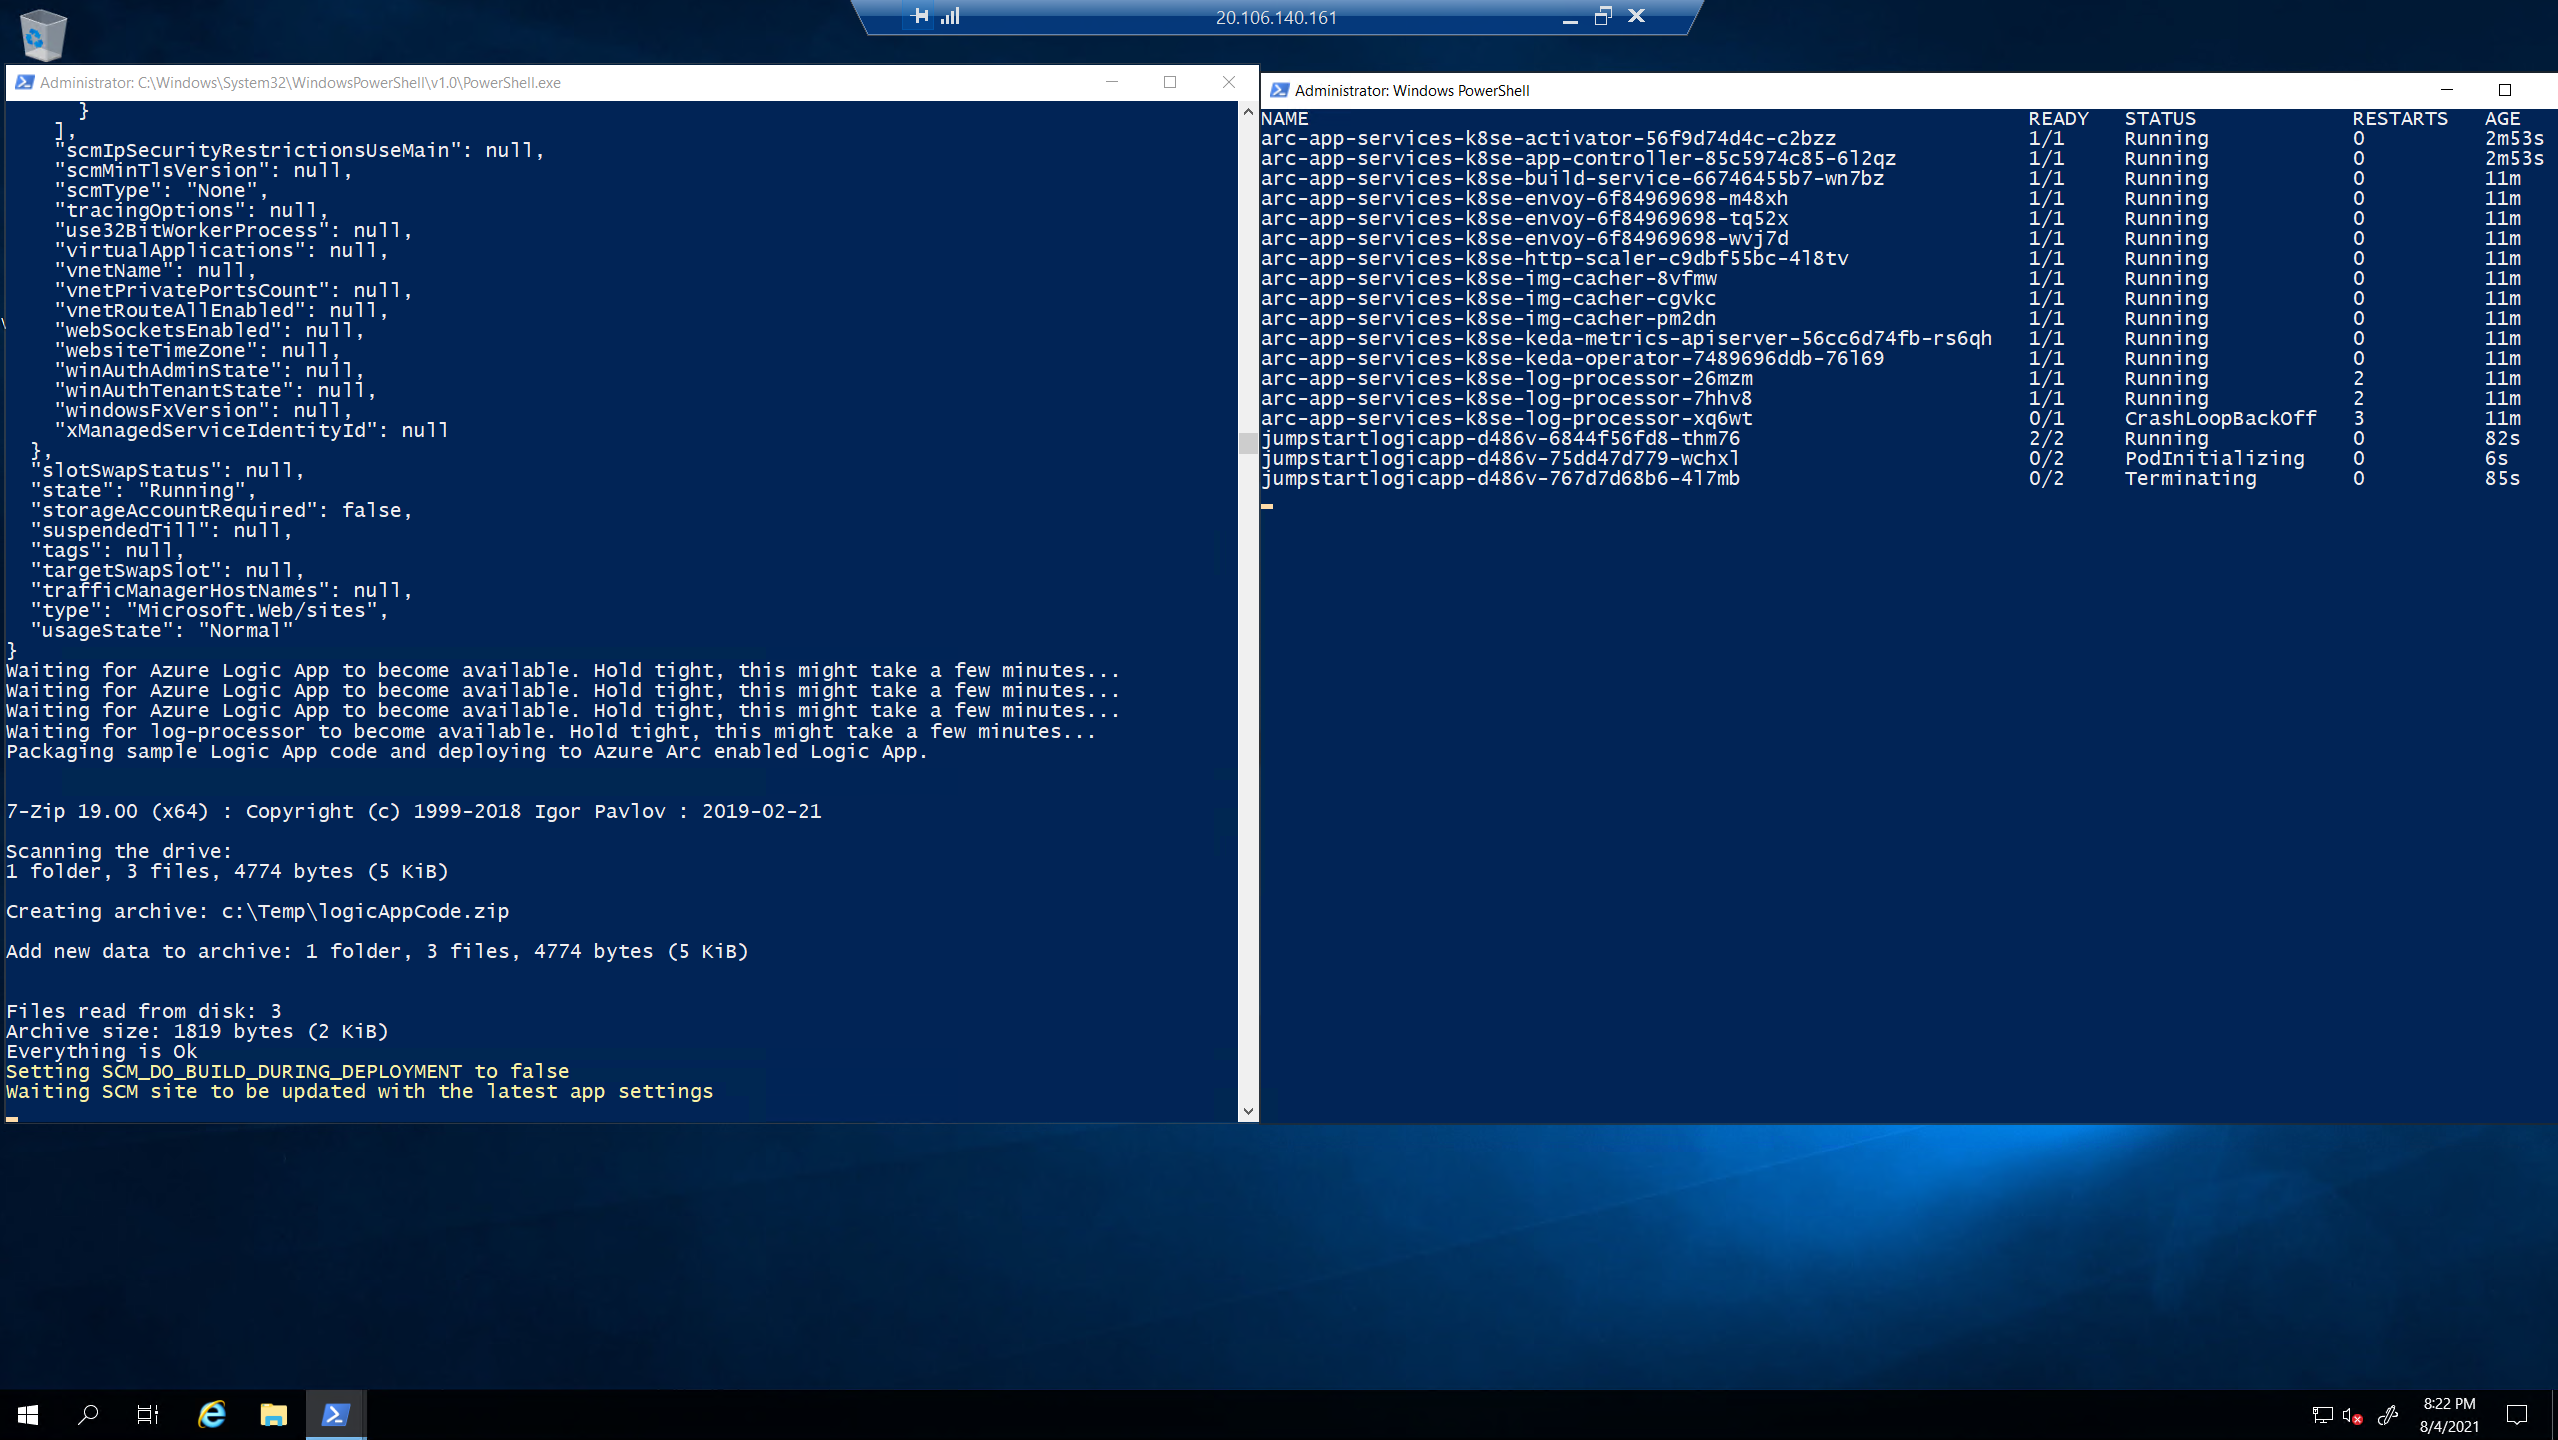 20.106.140.161
Administrator: C:\Windows\System32\WindowsPowerShell\v1.0\PowerShell.exe
      }
    ],
    "scmIpSecurityRestrictionsUseMain": null,
    "scmMinTlsVersion": null,
    "scmType": "None",
    "tracingOptions": null,
    "use32BitWorkerProcess": null,
    "virtualApplications": null,
    "vnetName": null,
    "vnetPrivatePortsCount": null,
    "vnetRouteAllEnabled": null,
    "webSocketsEnabled": null,
    "websiteTimeZone": null,
    "winAuthAdminState": null,
    "winAuthTenantState": null,
    "windowsFxVersion": null,
    "xManagedServiceIdentityId": null
  },
  "slotSwapStatus": null,
  "state": "Running",
  "storageAccountRequired": false,
  "suspendedTill": null,
  "tags": null,
  "targetSwapSlot": null,
  "trafficManagerHostNames": null,
  "type": "Microsoft.Web/sites",
  "usageState": "Normal"
}
Waiting for Azure Logic App to become available. Hold tight, this might take a few minutes...
Waiting for Azure Logic App to become available. Hold tight, this might take a few minutes...
Waiting for Azure Logic App to become available. Hold tight, this might take a few minutes...
Waiting for log-processor to become available. Hold tight, this might take a few minutes...
Packaging sample Logic App code and deploying to Azure Arc enabled Logic App.
7-Zip 19.00 (x64) : Copyright (c) 1999-2018 Igor Pavlov : 2019-02-21
Scanning the drive:
1 folder, 3 files, 4774 bytes (5 KiB)
Creating archive: c:\Temp\logicAppCode.zip
Add new data to archive: 1 folder, 3 files, 4774 bytes (5 KiB)
Files read from disk: 3
Archive size: 1819 bytes (2 KiB)
Everything is Ok
Setting SCM_DO_BUILD_DURING_DEPLOYMENT to false
Waiting SCM site to be updated with the latest app settings
Administrator: Windows PowerShell
NAME READY STATUS RESTARTS AGE
arc-app-services-k8se-activator-56f9d74d4c-c2bzz 1/1 Running 0 2m53s
arc-app-services-k8se-app-controller-85c5974c85-6l2qz 1/1 Running 0 2m53s
arc-app-services-k8se-build-service-66746455b7-wn7bz 1/1 Running 0 11m
arc-app-services-k8se-envoy-6f84969698-m48xh 1/1 Running 0 11m
arc-app-services-k8se-envoy-6f84969698-tq52x 1/1 Running 0 11m
arc-app-services-k8se-envoy-6f84969698-wvj7d 1/1 Running 0 11m
arc-app-services-k8se-http-scaler-c9dbf55bc-4l8tv 1/1 Running 0 11m
arc-app-services-k8se-img-cacher-8vfmw 1/1 Running 0 11m
arc-app-services-k8se-img-cacher-cgvkc 1/1 Running 0 11m
arc-app-services-k8se-img-cacher-pm2dn 1/1 Running 0 11m
arc-app-services-k8se-keda-metrics-apiserver-56cc6d74fb-rs6qh 1/1 Running 0 11m
arc-app-services-k8se-keda-operator-7489696ddb-76l69 1/1 Running 0 11m
arc-app-services-k8se-log-processor-26mzm 1/1 Running 2 11m
arc-app-services-k8se-log-processor-7hhv8 1/1 Running 2 11m
arc-app-services-k8se-log-processor-xq6wt 0/1 CrashLoopBackOff 3 11m
jumpstartlogicapp-d486v-6844f56fd8-thm76 2/2 Running 0 82s
jumpstartlogicapp-d486v-75dd47d779-wchxl 0/2 PodInitializing 0 6s
jumpstartlogicapp-d486v-767d7d68b6-4l7mb 0/2 Terminating 0 85s
8:22 PM
8/4/2021